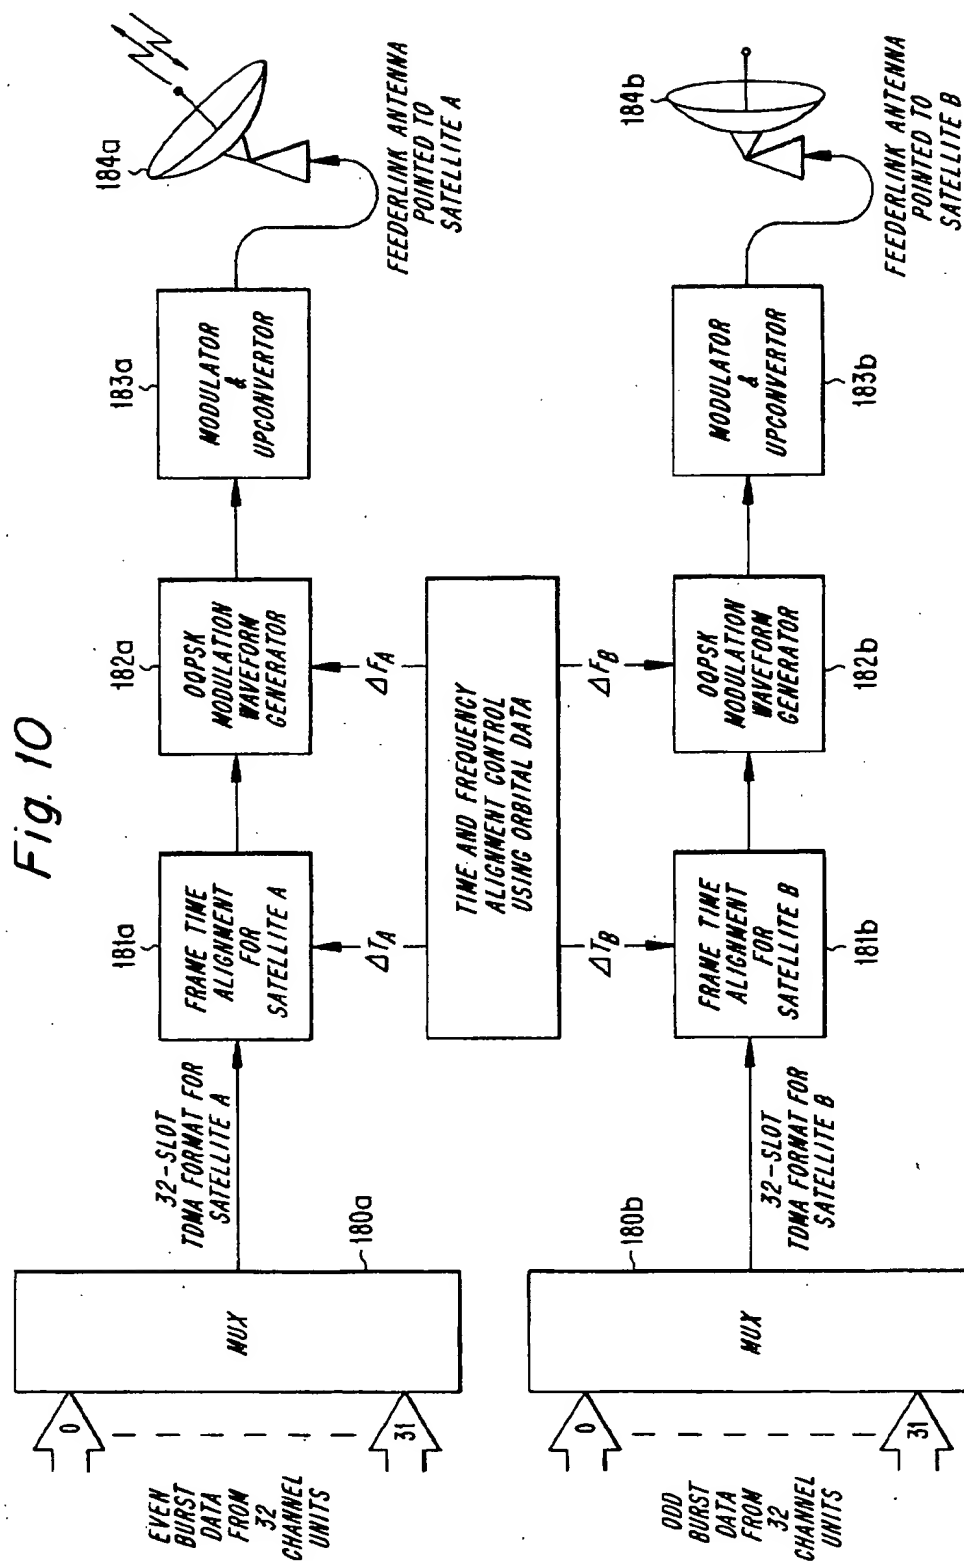 Fig. 10
EVEN
BURST
DATA
FROM
32
CHANNEL
UNITS
0
31
MUX
180a
32-SLOT
TDMA FORMAT FOR
SATELLITE A
181a
FRAME TIME
ALIGNMENT
FOR
SATELLITE A
182a
OQPSK
MODULATION
WAVEFORM
GENERATOR
183a
MODULATOR
&
UPCONVERTOR
184a
FEEDERLINK ANTENNA
POINTED TO
SATELLITE A
ΔTA
ΔFA
TIME AND FREQUENCY
ALIGNMENT CONTROL
USING ORBITAL DATA
ΔTB
ΔFB
ODD
BURST
DATA
FROM
32
CHANNEL
UNITS
0
31
MUX
180b
32-SLOT
TDMA FORMAT FOR
SATELLITE B
FRAME TIME
ALIGNMENT
FOR
SATELLITE B
181b
OQPSK
MODULATION
WAVEFORM
GENERATOR
182b
MODULATOR
&
UPCONVERTOR
183b
184b
FEEDERLINK ANTENNA
POINTED TO
SATELLITE B